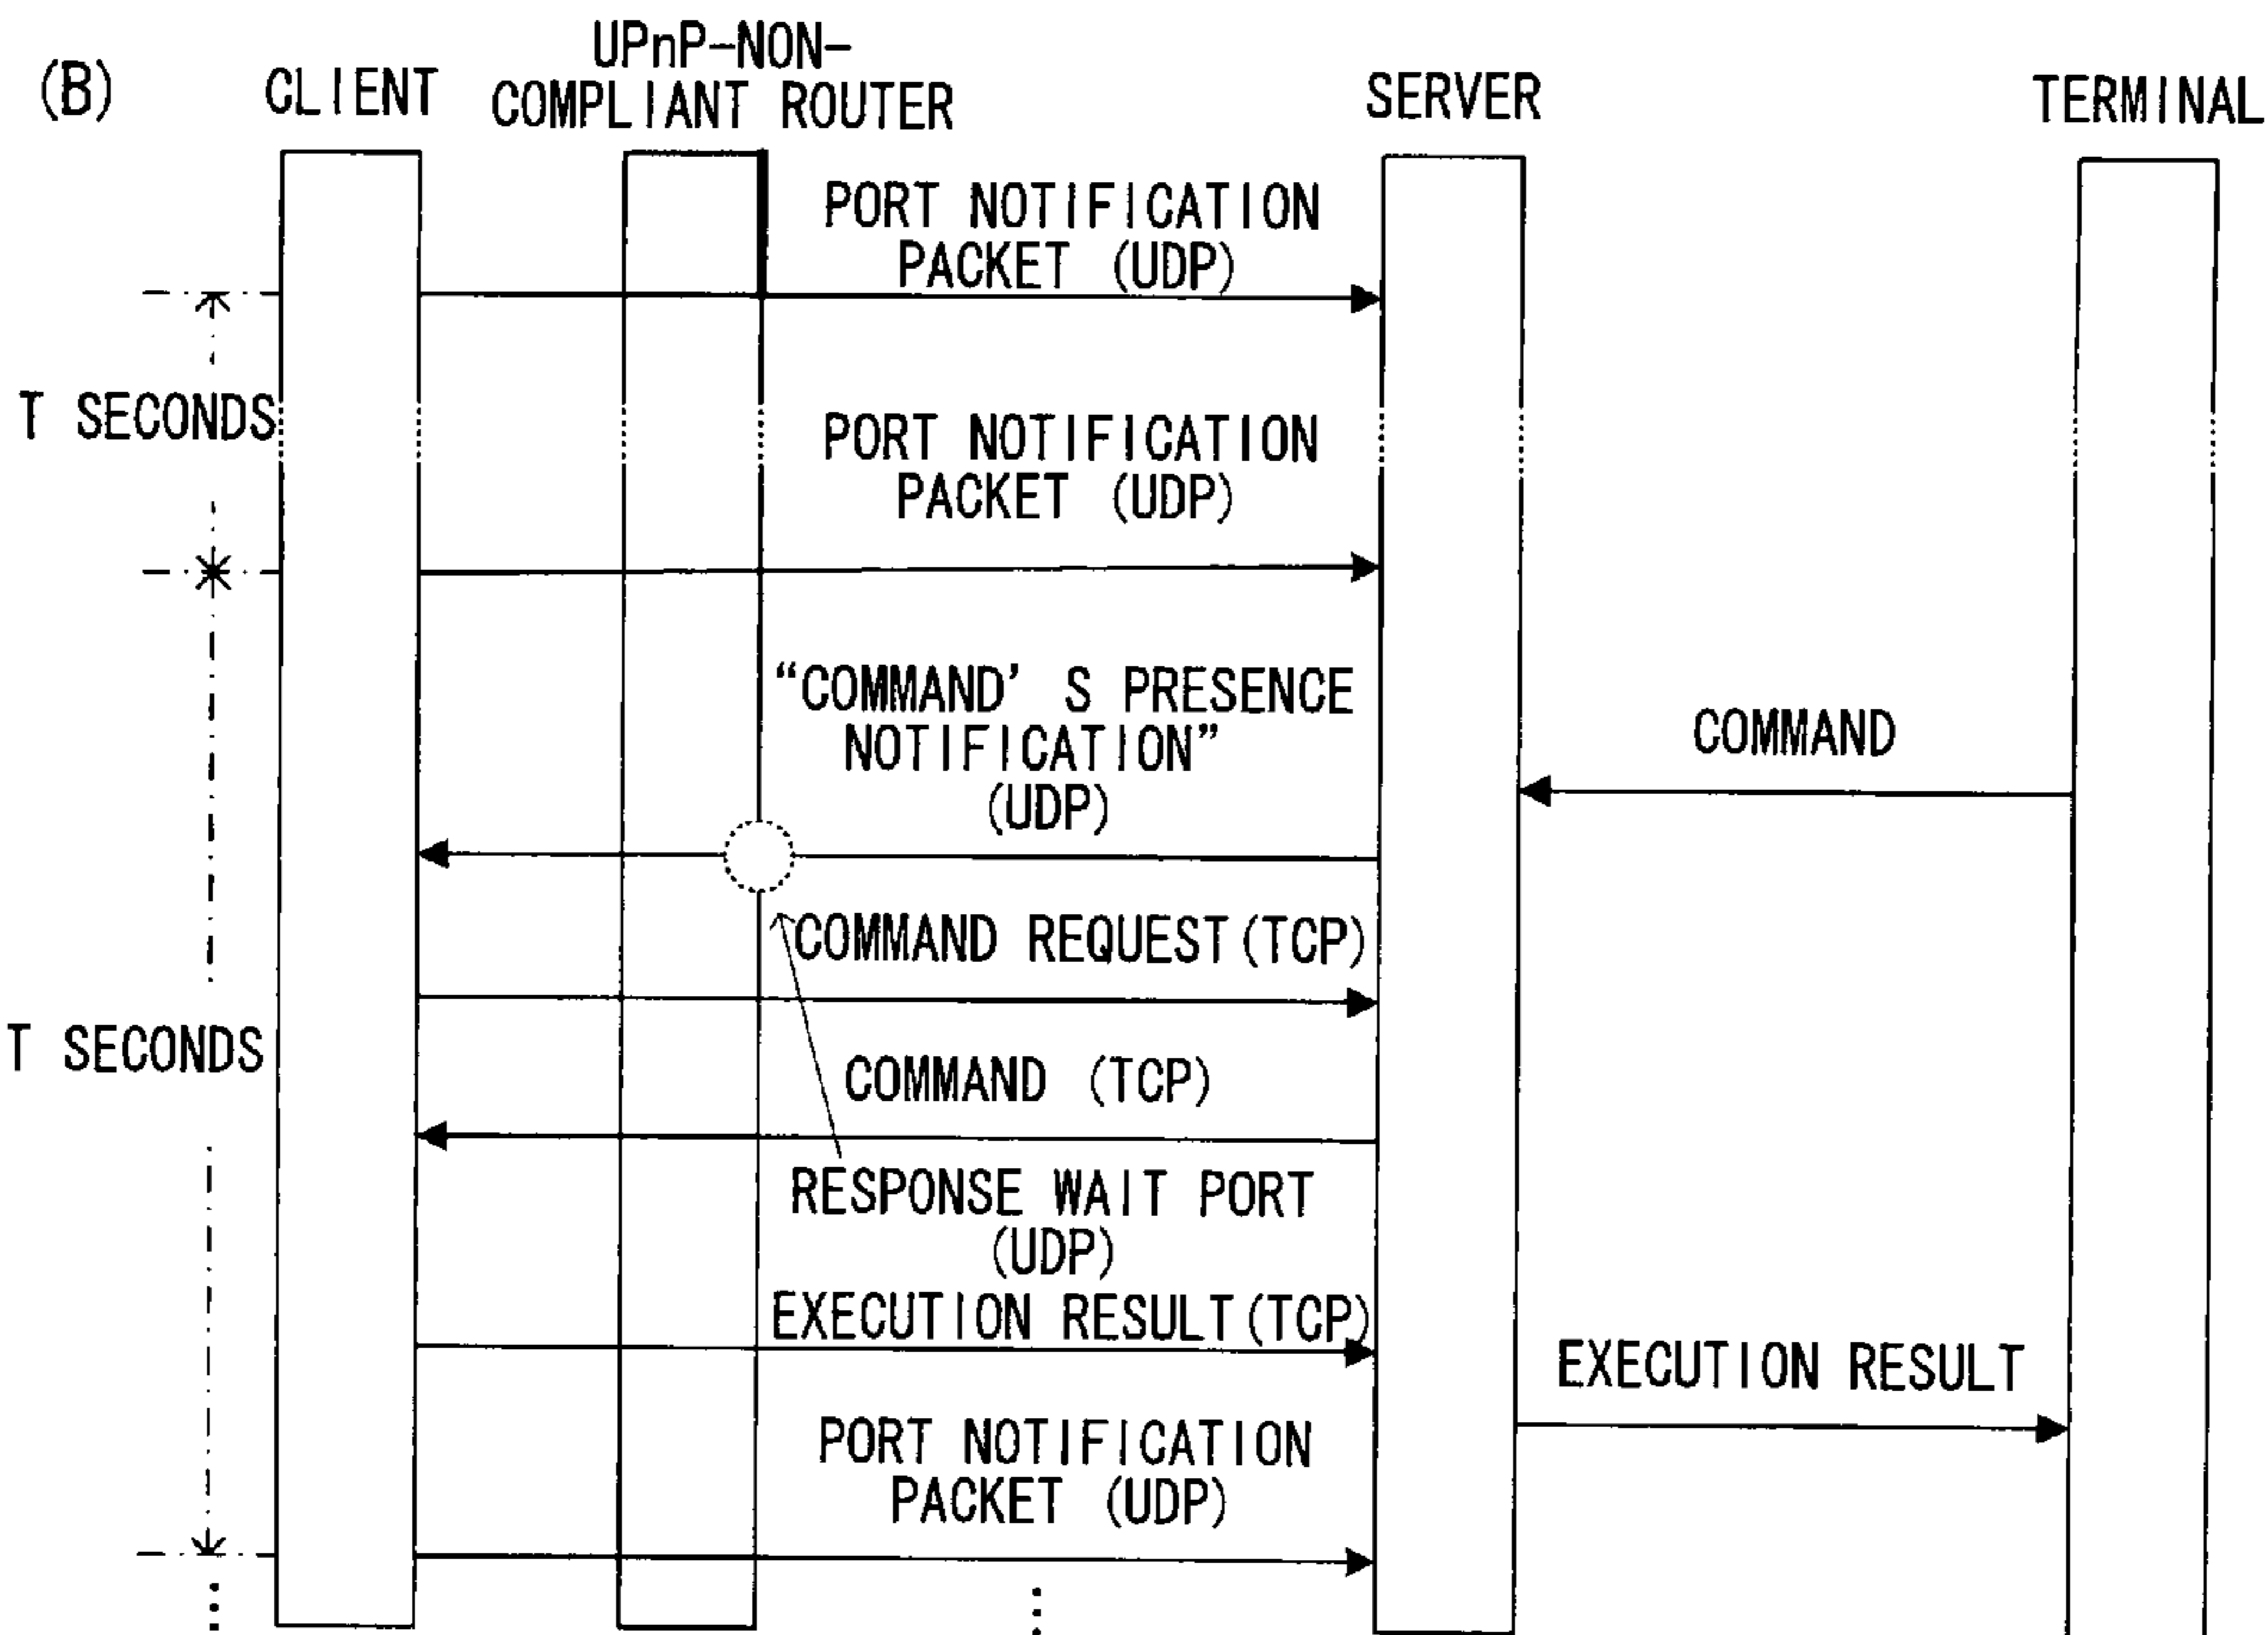 (B)
CLIENT
UPnP-NON-
COMPLIANT ROUTER
SERVER
TERMINAL
PORT NOTIFICATION
PACKET (UDP)
T SECONDS
PORT NOTIFICATION
PACKET (UDP)
“COMMAND' S PRESENCE
NOTIFICATION”
(UDP)
COMMAND
COMMAND REQUEST(TCP)
T SECONDS
COMMAND (TCP)
RESPONSE WAIT PORT
(UDP)
EXECUTION RESULT(TCP)
EXECUTION RESULT
PORT NOTIFICATION
PACKET (UDP)